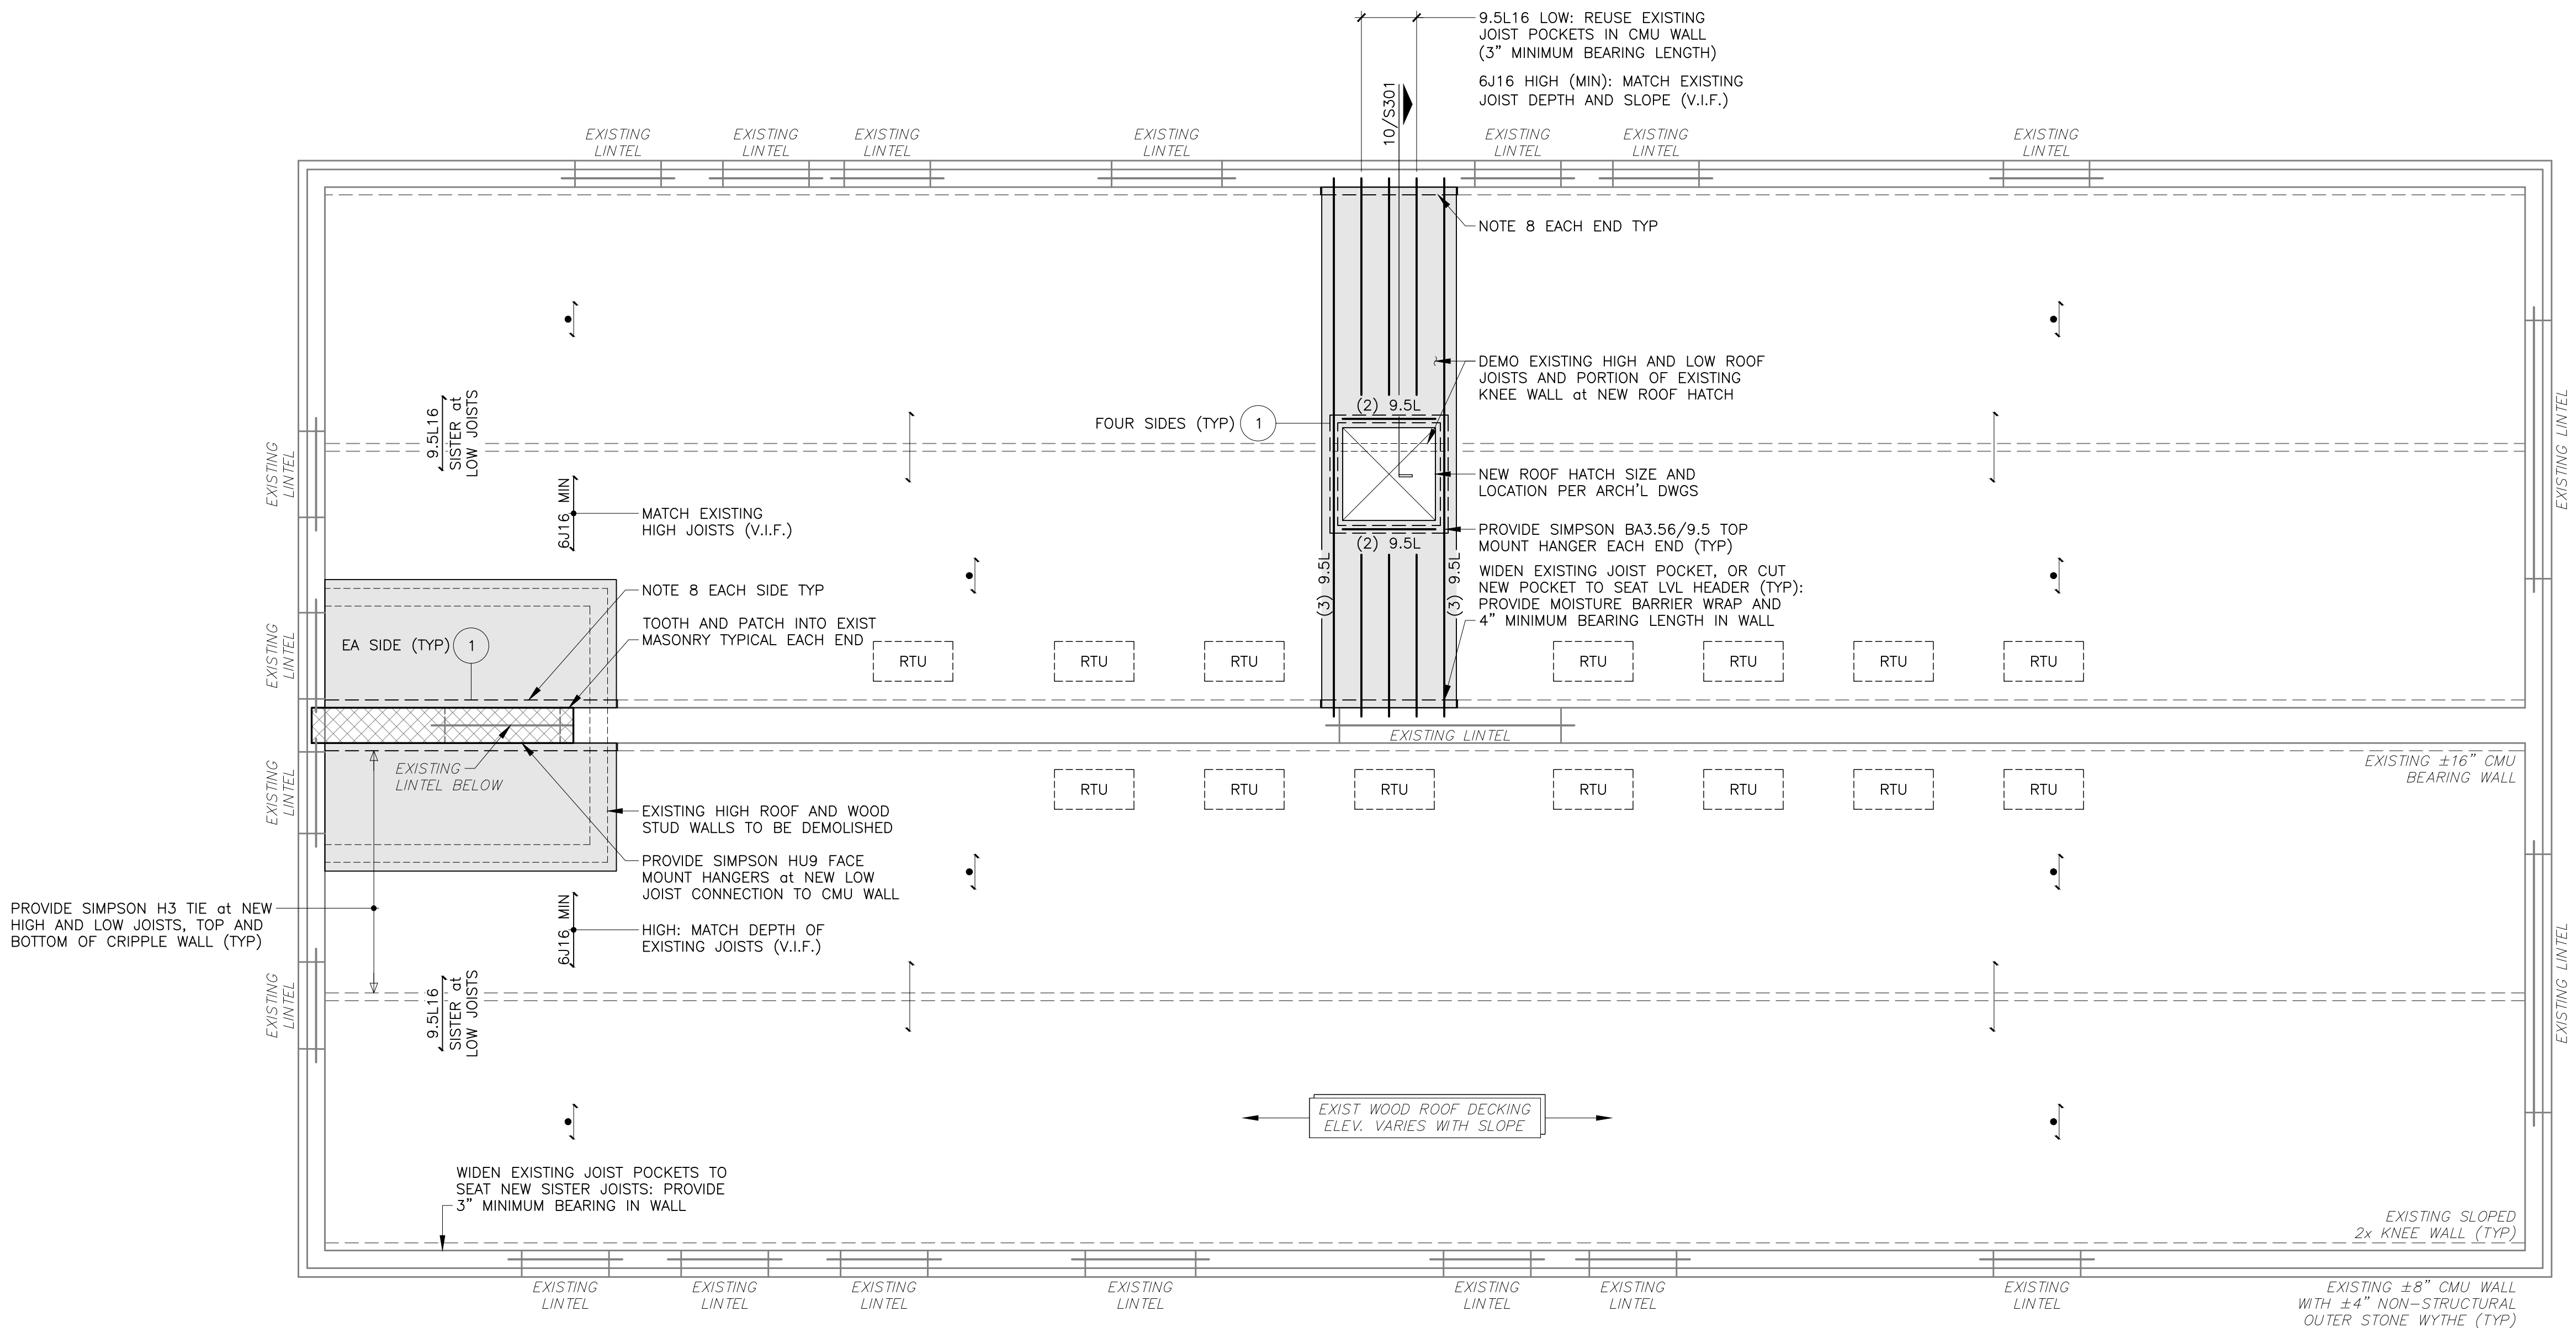 9.5L16 LOW: REUSE EXISTING
JOIST POCKETS IN CMU WALL
(3” MINIMUM BEARING LENGTH)
6J16 HIGH (MIN): MATCH EXISTING
JOIST DEPTH AND SLOPE (V.I.F.)
10/S301
EXISTING
LINTEL
EXISTING
LINTEL
EXISTING
LINTEL
EXISTING
LINTEL
EXISTING
LINTEL
EXISTING
LINTEL
EXISTING
LINTEL
NOTE 8 EACH END TYP
DEMO EXISTING HIGH AND LOW ROOF
JOISTS AND PORTION OF EXISTING
KNEE WALL at NEW ROOF HATCH
(2) 9.5L
FOUR SIDES (TYP)
1
9.5L16
SISTER at
LOW JOISTS
EXISTING
LINTEL
EXISTING LINTEL
NEW ROOF HATCH SIZE AND
LOCATION PER ARCH'L DWGS
6J16 MIN
MATCH EXISTING
HIGH JOISTS (V.I.F.)
PROVIDE SIMPSON BA3.56/9.5 TOP
MOUNT HANGER EACH END (TYP)
(2) 9.5L
(3) 9.5L
(3) 9.5L
WIDEN EXISTING JOIST POCKET, OR CUT
NEW POCKET TO SEAT LVL HEADER (TYP):
PROVIDE MOISTURE BARRIER WRAP AND
4” MINIMUM BEARING LENGTH IN WALL
NOTE 8 EACH SIDE TYP
TOOTH AND PATCH INTO EXIST
MASONRY TYPICAL EACH END
EA SIDE (TYP)
1
EXISTING
LINTEL
RTU
RTU
RTU
RTU
RTU
RTU
RTU
EXISTING LINTEL
EXISTING ±16” CMU
BEARING WALL
EXISTING
LINTEL BELOW
EXISTING
LINTEL
RTU
RTU
RTU
RTU
RTU
RTU
RTU
EXISTING HIGH ROOF AND WOOD
STUD WALLS TO BE DEMOLISHED
PROVIDE SIMPSON HU9 FACE
MOUNT HANGERS at NEW LOW
JOIST CONNECTION TO CMU WALL
PROVIDE SIMPSON H3 TIE at NEW
HIGH AND LOW JOISTS, TOP AND
BOTTOM OF CRIPPLE WALL (TYP)
6J16 MIN
HIGH: MATCH DEPTH OF
EXISTING JOISTS (V.I.F.)
EXISTING
LINTEL
9.5L16
SISTER at
LOW JOISTS
EXISTING LINTEL
EXIST WOOD ROOF DECKING
ELEV. VARIES WITH SLOPE
WIDEN EXISTING JOIST POCKETS TO
SEAT NEW SISTER JOISTS: PROVIDE
3” MINIMUM BEARING IN WALL
EXISTING SLOPED
2x KNEE WALL (TYP)
EXISTING
LINTEL
EXISTING
LINTEL
EXISTING
LINTEL
EXISTING
LINTEL
EXISTING
LINTEL
EXISTING
LINTEL
EXISTING
LINTEL
EXISTING ±8” CMU WALL
WITH ±4” NON-STRUCTURAL
OUTER STONE WYTHE (TYP)